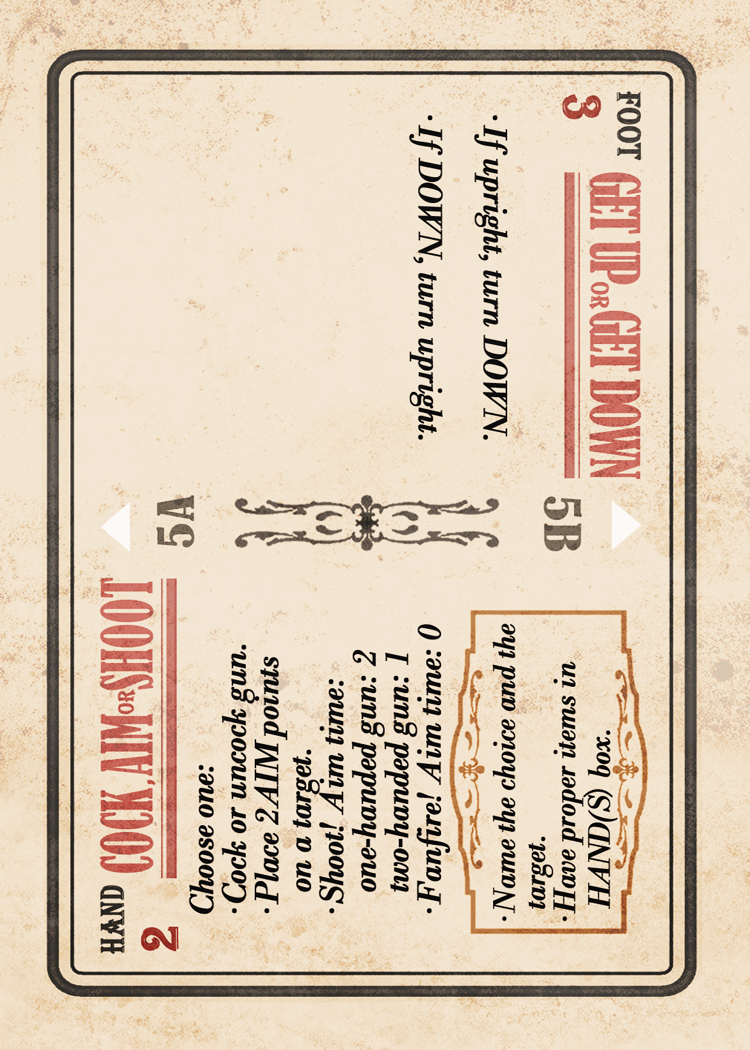 HAND
2
COCK, AIM OR SHOOT
5A
Choose one:
·Cock or uncock gun.
·Place 2 AIM points
on a target.
·Shoot! Aim time:
one-handed gun: 2
two-handed gun: 1
·Fanfire! Aim time: 0
·Name the choice and the
target.
·Have proper items in
HAND(S) box.
FOOT
3
GET UP OR GET DOWN
5B
·If upright, turn DOWN.
·If DOWN, turn upright.